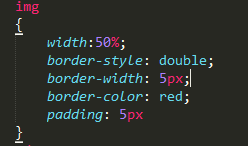 img
{
width:50%;
border-style: double;
border-width: 5px;
border-color: red;
padding: 5px
}